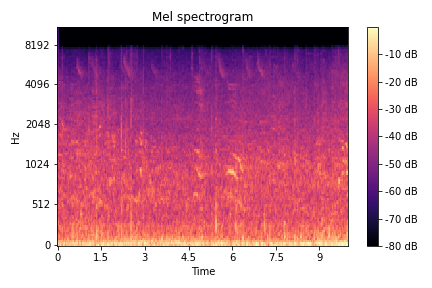 Mel spectrogram
8192
4096
2048
1024
512
0
Hz
0 1.5 3 4.5 6 7.5 9
Time
-10 dB
-20 dB
-30 dB
-40 dB
-50 dB
-60 dB
-70 dB
-80 dB